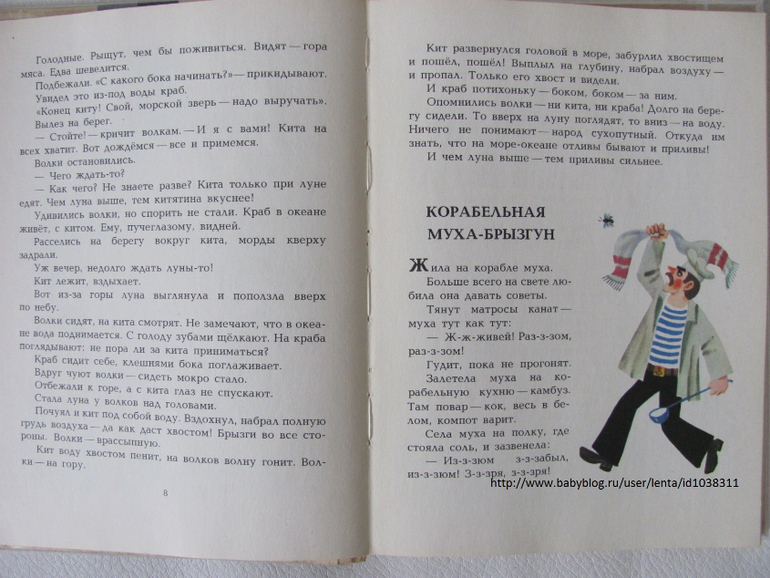 Голодные. Рыщут, чем бы поживиться. Видят — гора
мяса. Едва шевелится.
Подбежали. «С какого бока начинать?» — прикидывают.
Увидел это из-под воды краб.
«Конец киту! Свой, морской зверь — надо выручать».
Вылез на берег.
— Стойте! — кричит волкам. — И я с вами! Кита на
всех хватит. Вот дождёмся — все и примемся.
Волки остановились.
— Чего ждать-то?
— Как чего? Не знаете разве? Кита только при луне
едят. Чем луна выше, тем китятина вкуснее!
Удивились волки, но спорить не стали. Краб в океане
живёт, с китом. Ему, пучеглазому, видней.
Расселись на берегу вокруг кита, морды кверху
задрали.
Уж вечер, недолго ждать луны-то!
Кит лежит, вздыхает.
Вот из-за горы луна выглянула и поползла вверх
по небу.
Волки сидят, на кита смотрят. Не замечают, что в океа-
не вода поднимается. С голоду зубами щёлкают. На краба
поглядывают: не пора ли за кита приниматься?
Краб сидит себе, клешнями бока поглаживает.
Вдруг чуют волки — сидеть мокро стало.
Отбежали к горе, а с кита глаз не спускают.
Стала луна у волков над головами.
Почуял и кит под собой воду. Вздохнул, набрал полную
грудь воздуха — да как даст хвостом! Брызги во все сто-
роны. Волки — врассыпную.
Кит воду хвостом пенит, на волков волну гонит. Вол-
ки — на гору.
8
Кит развернулся головой в море, забурлил хвостищем
и пошёл, пошёл! Выплыл на глубину, набрал воздуху —
и пропал. Только его хвост и видели.
И краб потихоньку — боком, боком — за ним.
Опомнились волки — ни кита, ни краба! Долго на бере-
гу сидели. То вверх на луну поглядят, то вниз — на воду.
Ничего не понимают — народ сухопутный. Откуда им
знать, что на море-океане отливы бывают и приливы!
И чем луна выше — тем приливы сильнее.
КОРАБЕЛЬНАЯ
МУХА-БРЫЗГУН
Жила на корабле муха.
Больше всего на свете лю-
била она давать советы.
Тянут матросы канат —
муха тут как тут:
— Ж-ж-живей! Раз-з-зом,
раз-з-зом!
Гудит, пока не прогонят.
Залетела муха на ко-
рабельную кухню — камбуз.
Там повар — кок, весь в бе-
лом, компот варит.
Села муха на полку, где
стояла соль, и зазвенела:
— Из-з-зюм з-з-забыл,
из-з-зюм! З-з-зря, з-з-зря!
http://www.babyblog.ru/user/lenta/id1038311